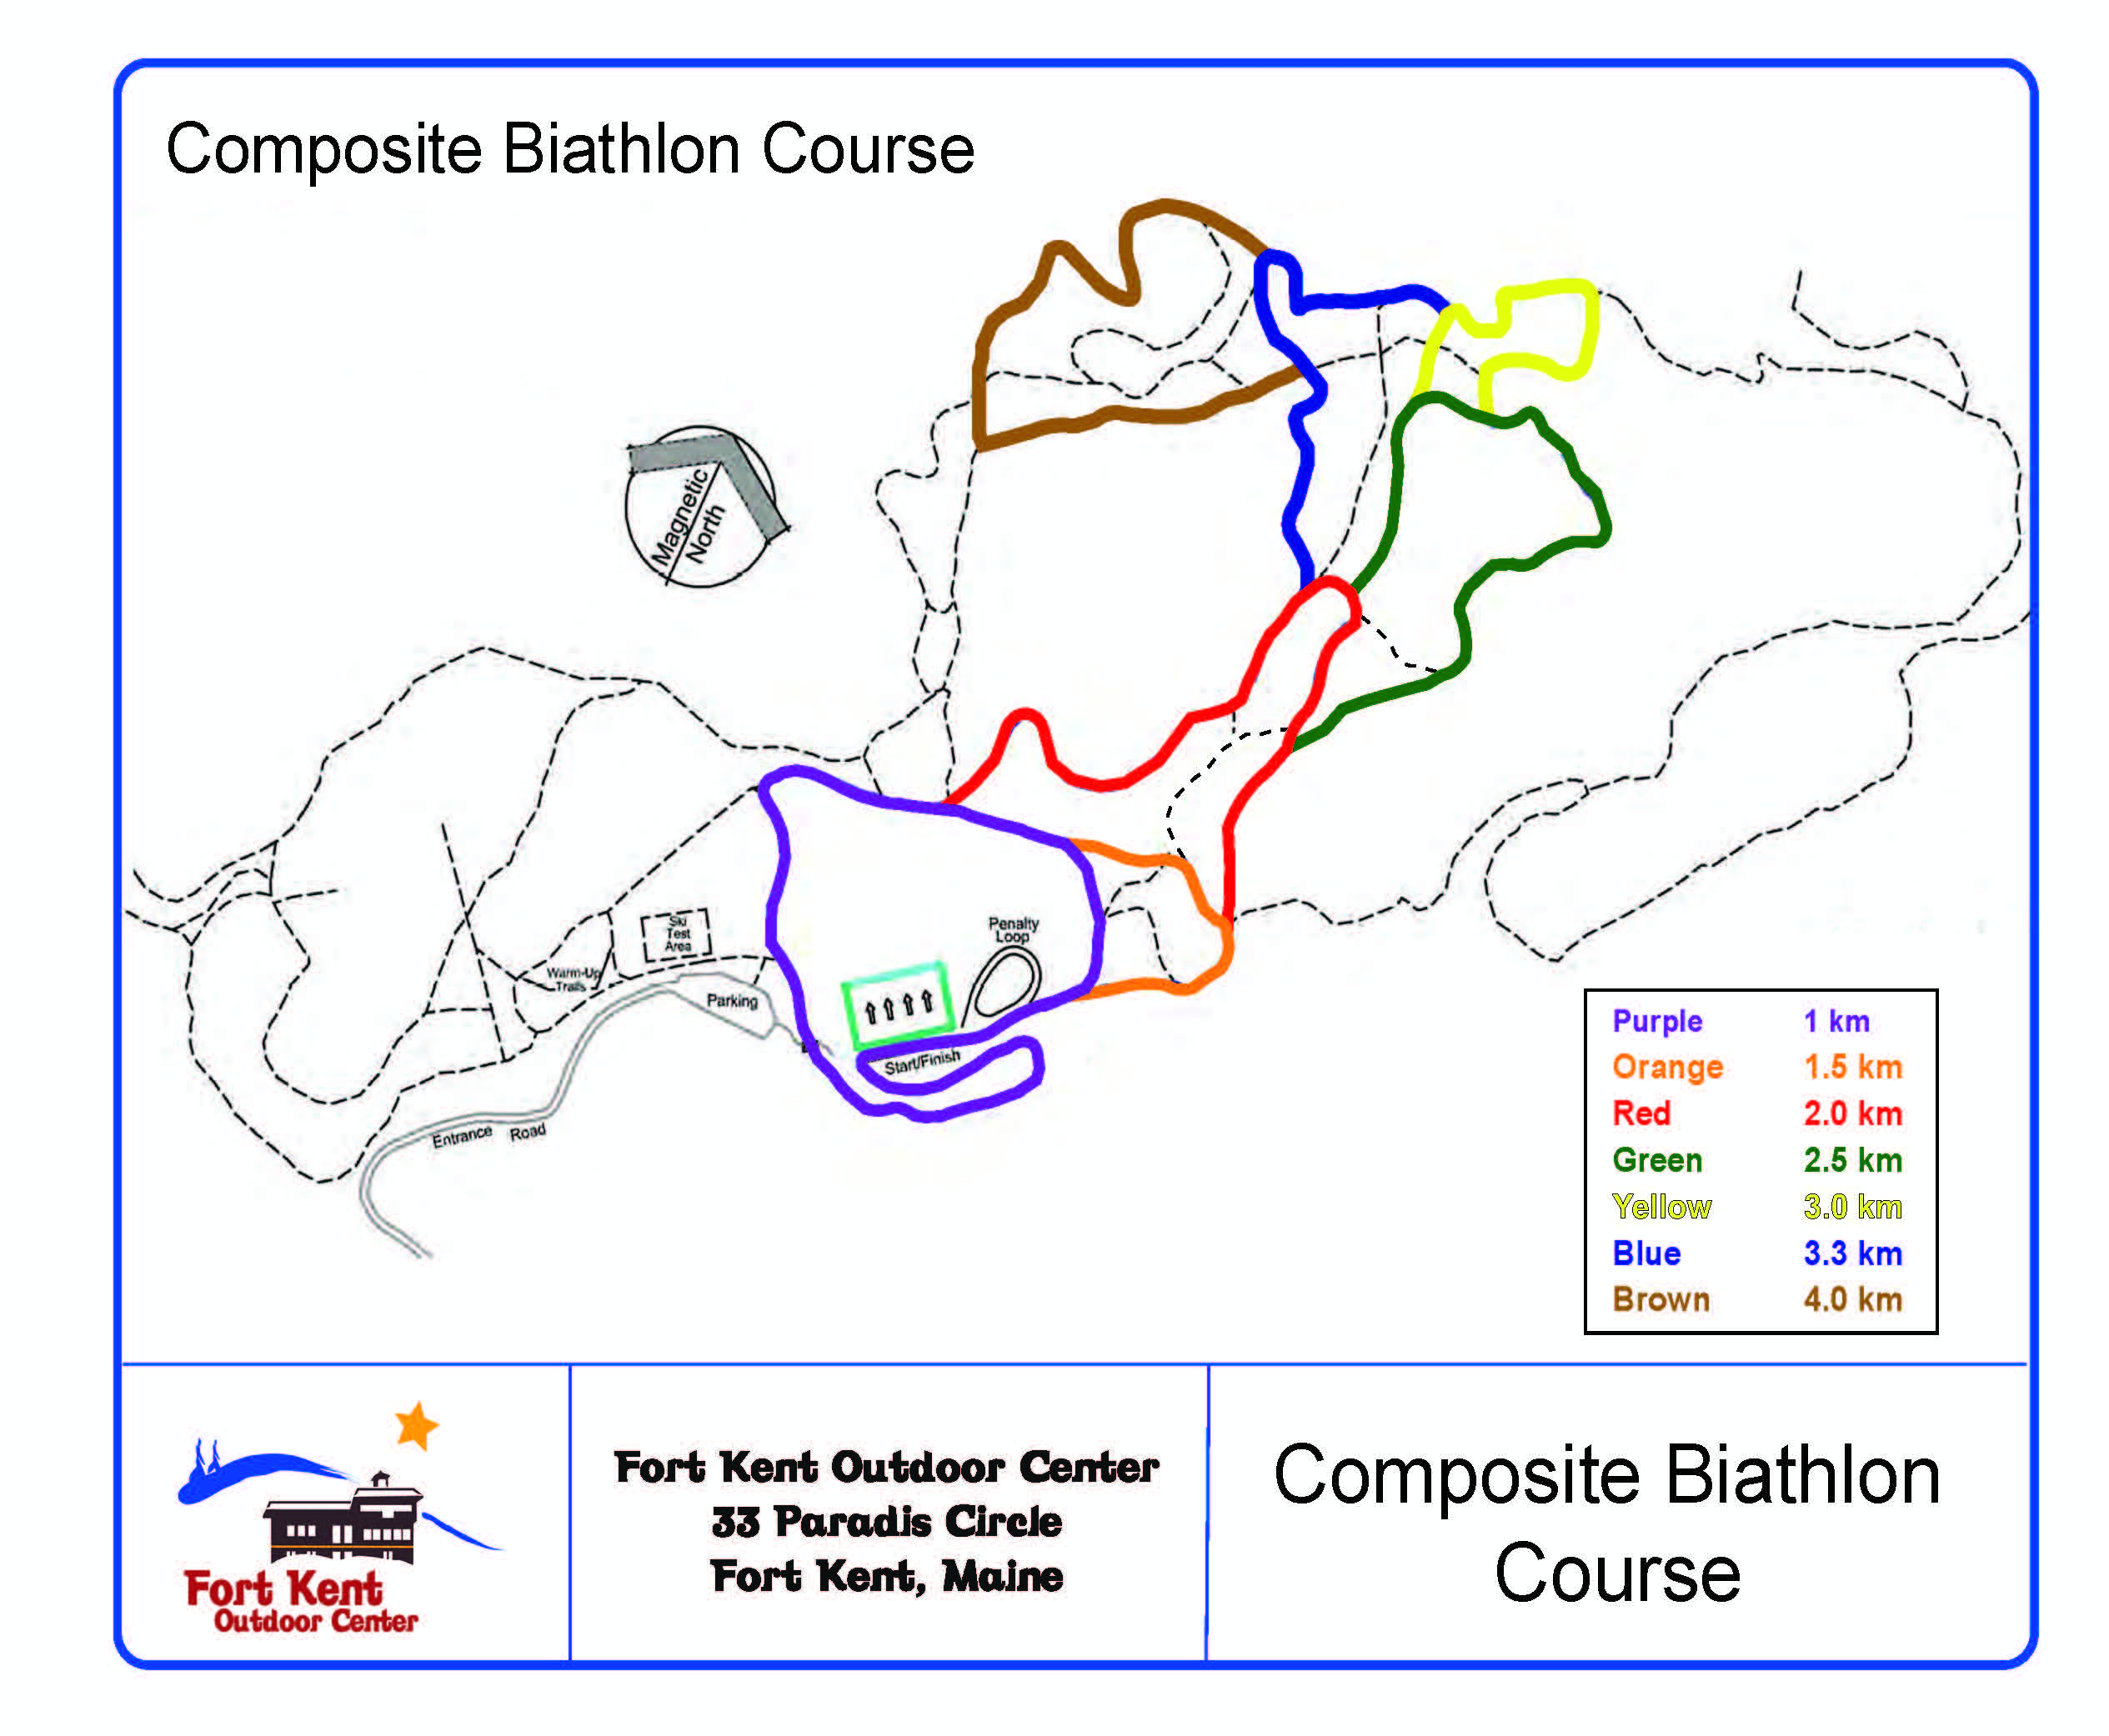 Composite Biathlon Course
Magnetic
North
Penalty
Loop
Ski
Test
Area
Warm-Up
Trails
Parking
Start/Finish
Entrance Road
Purple 1 km
Orange 1.5 km
Red 2.0 km
Green 2.5 km
Yellow 3.0 km
Blue 3.3 km
Brown 4.0 km
Fort Kent
Outdoor Center
Fort Kent Outdoor Center
33 Paradis Circle
Fort Kent, Maine
Composite Biathlon
Course